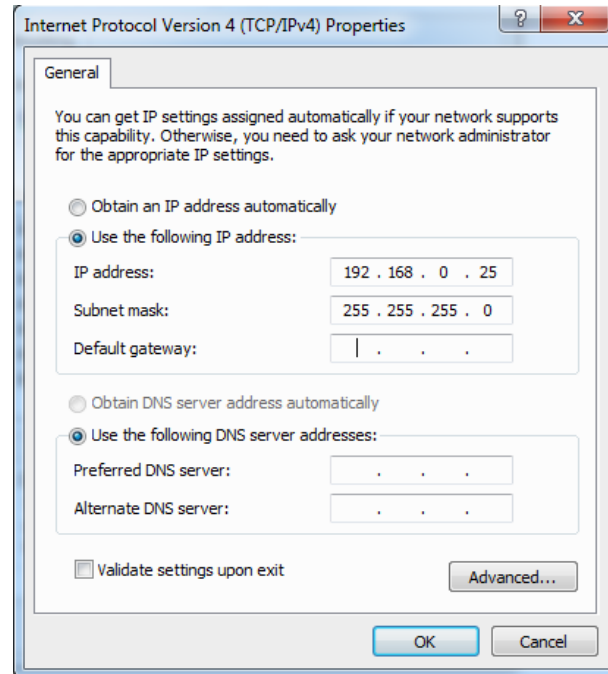 Internet Protocol Version 4 (TCP/IPv4) Properties
?
X
General
You can get IP settings assigned automatically if your network supports
this capability. Otherwise, you need to ask your network administrator
for the appropriate IP settings.
Obtain an IP address automatically
Use the following IP address:
IP address: 192 . 168 . 0 . 25
Subnet mask: 255 . 255 . 255 . 0
Default gateway: . . .
Obtain DNS server address automatically
Use the following DNS server addresses:
Preferred DNS server: . . .
Alternate DNS server: . . .
Validate settings upon exit
Advanced...
OK Cancel